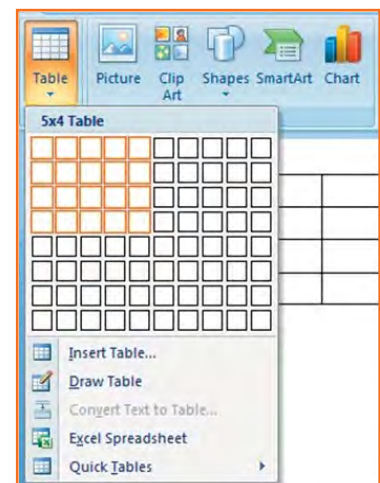 Table Picture Clip Art Shapes SmartArt Chart
5x4 Table
Insert Table...
Draw Table
Convert Text to Table...
Excel Spreadsheet
Quick Tables